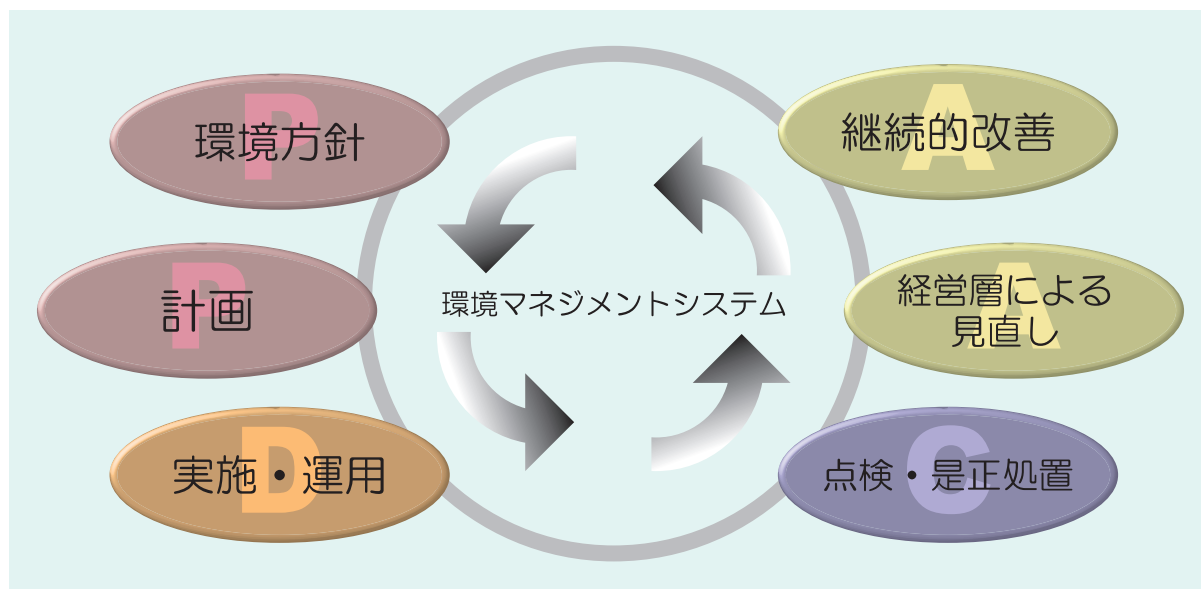 P
環境方針
P
計画
D
実施・運用
環境マネジメントシステム
A
継続的改善
A
経営層による
見直し
C
点検・是正処置